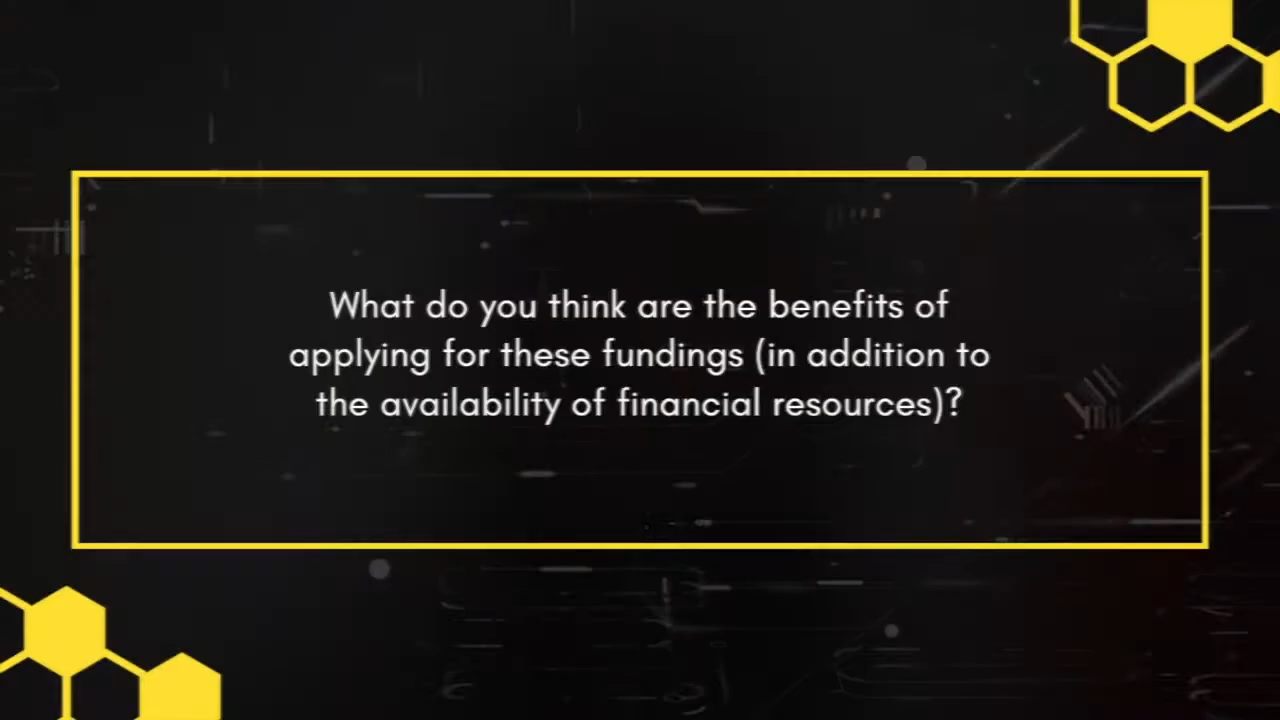 What do you think are the benefits of
applying for these fundings (in addition to
the availability of financial resources)?